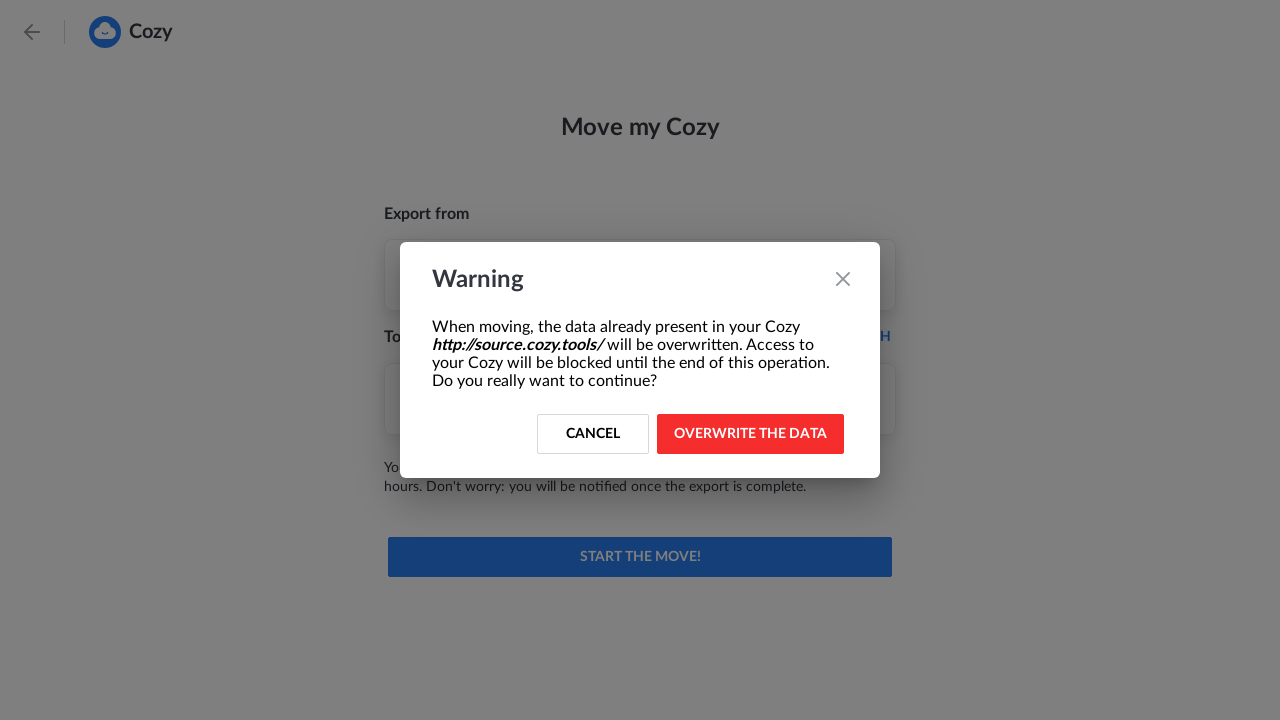 Cozy
Move my Cozy
Export from
Warning
When moving, the data already present in your Cozy
http://source.cozy.tools/ will be overwritten. Access to
your Cozy will be blocked until the end of this operation.
Do you really want to continue?
CANCEL
OVERWRITE THE DATA
hours. Don't worry: you will be notified once the export is complete.
START THE MOVE!